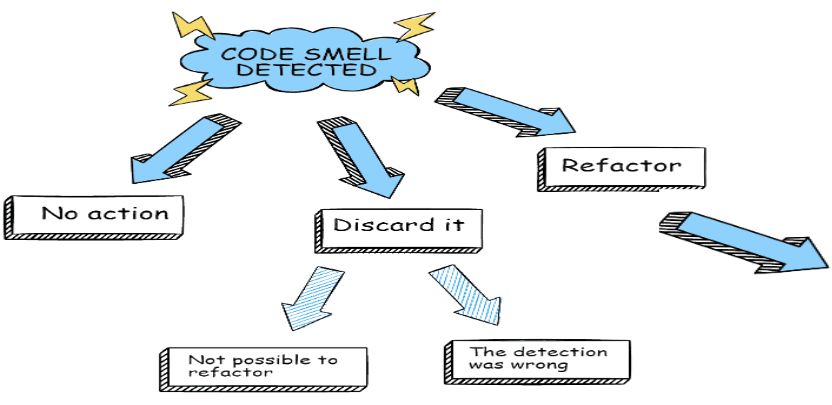 CODE SMELL
DETECTED
Refactor
No action
Discard it
Not possible to
refactor
The detection
was wrong